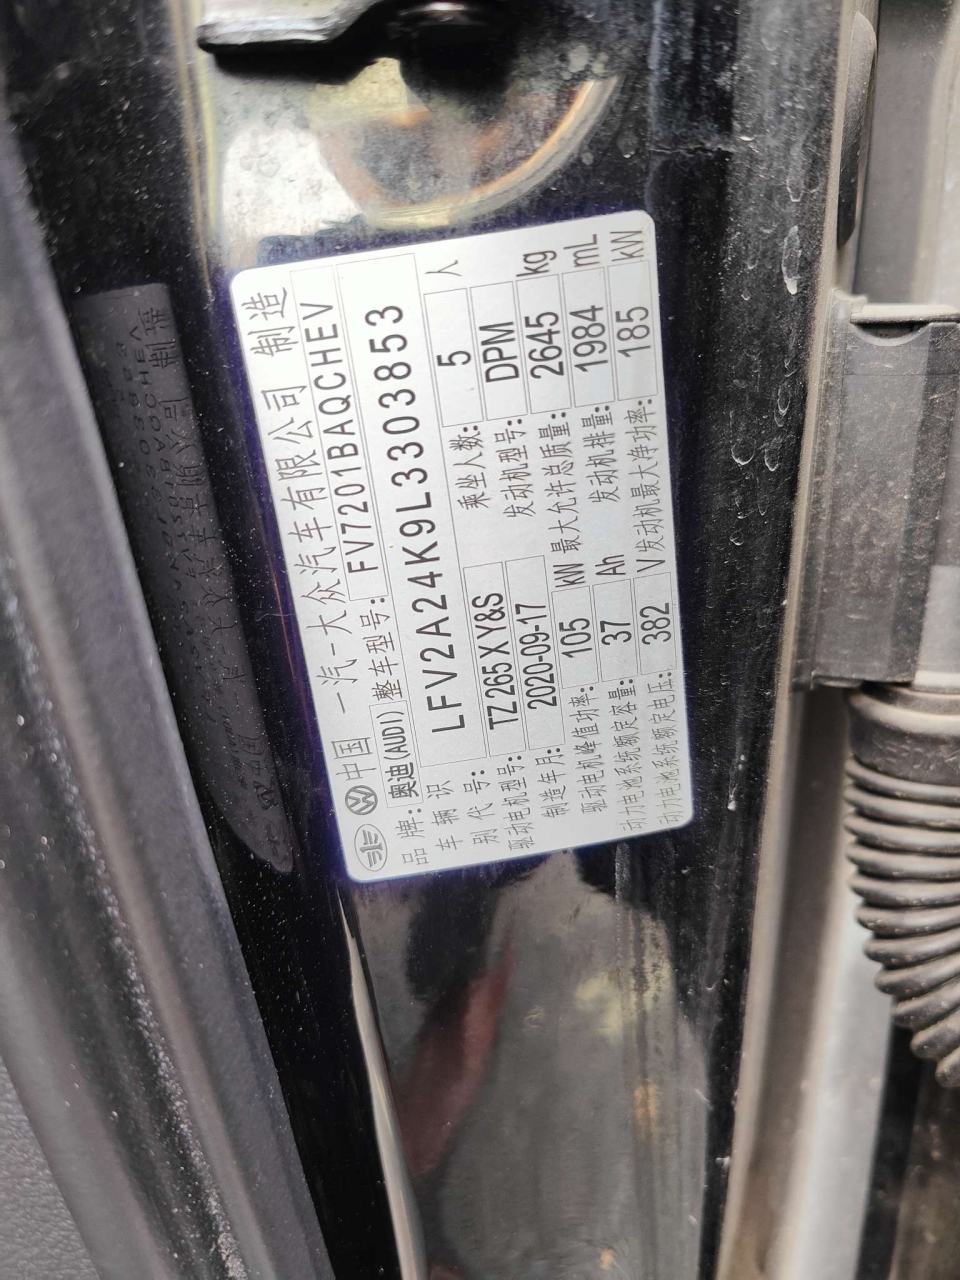 中国 一汽-大众汽车有限公司 制造
品牌: 奥迪(AUDI) 整车型号: FV7201BAQCHEV
车辆识别代号: LFV2A24K9L3303853
驱动电机型号: TZ265XY&S 乘坐人数: 5 人
制造年月: 2020-09-17 发动机型号: DPM
驱动电机峰值功率: 105 kW 最大允许总质量: 2645 kg
动力电池系统额定容量: 37 Ah 发动机排量: 1984 mL
动力电池系统额定电压: 382 V 发动机最大净功率: 185 kW